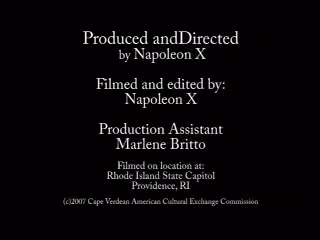 Produced andDirected
by Napoleon X
Filmed and edited by:
Napoleon X
Production Assistant
Marlene Britto
Filmed on location at:
Rhode Island State Capitol
Providence, RI
(c)2007 Cape Verdean American Cultural Exchange Commission